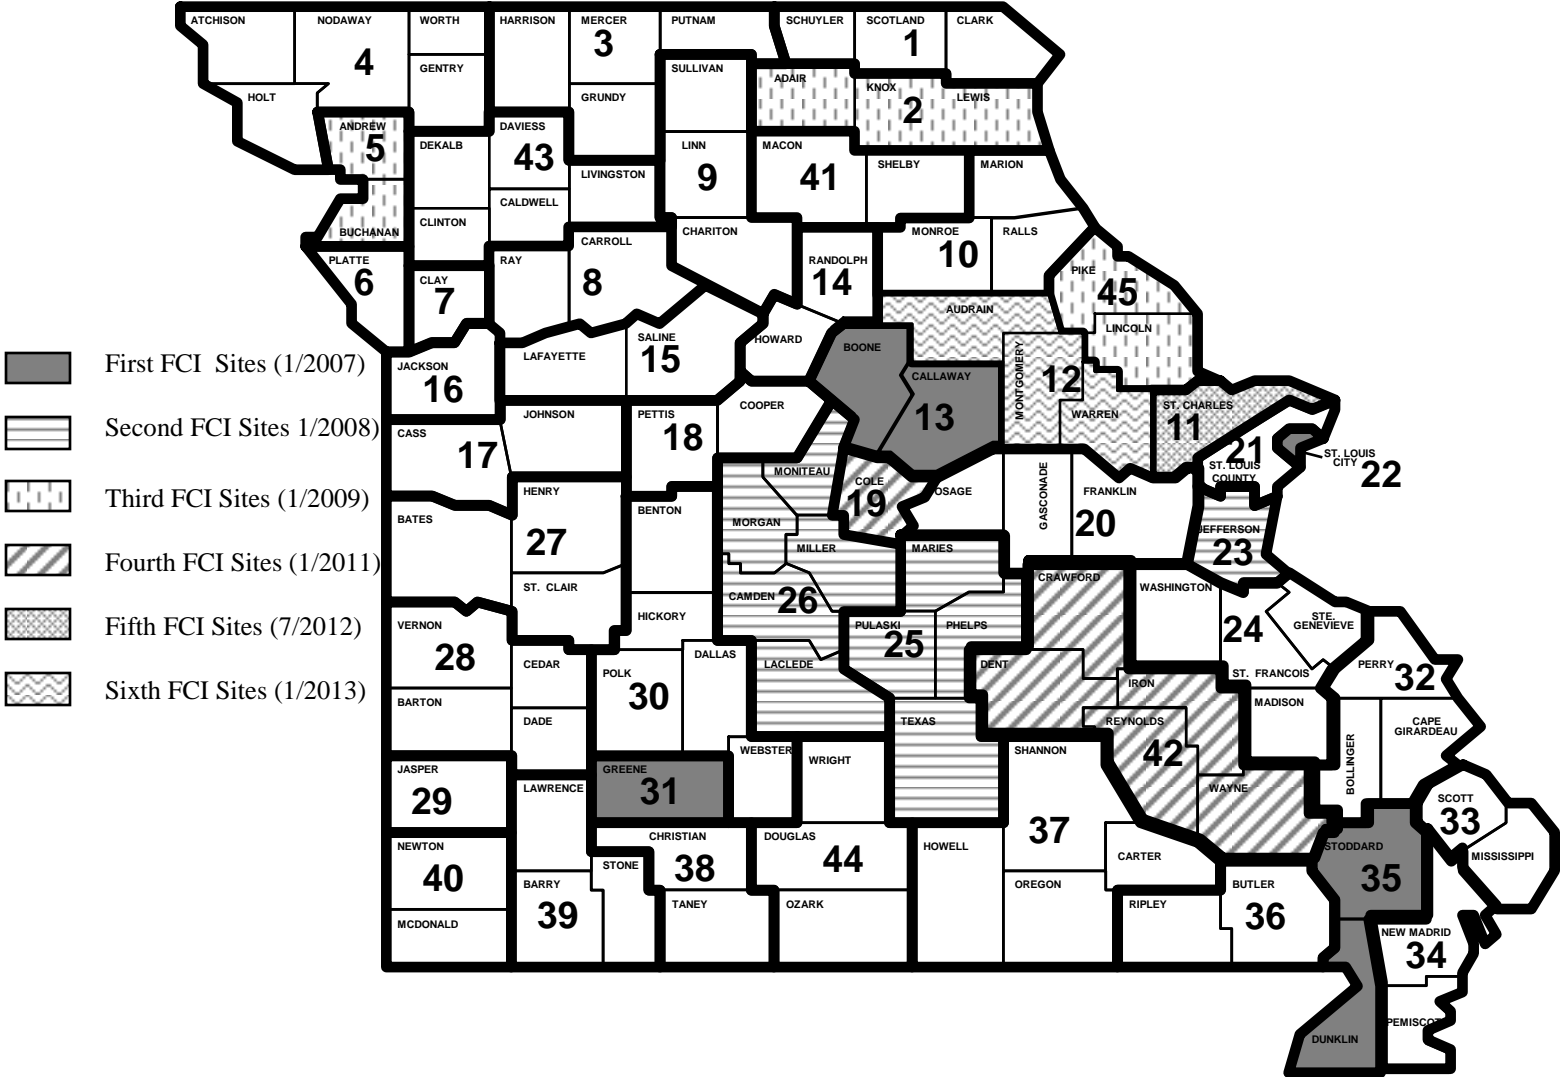 ATCHISON
NODAWAY
WORTH
HARRISON
MERCER
PUTNAM
SCHUYLER
SCOTLAND
CLARK
4
3
1
GENTRY
SULLIVAN
ADAIR
KNOX
LEWIS
HOLT
GRUNDY
2
ANDREW
5
DEKALB
DAVIESS
43
LINN
9
MACON
41
SHELBY
MARION
LIVINGSTON
CALDWELL
CLINTON
BUCHANAN
CHARITON
MONROE
10
RALLS
CARROLL
PLATTE
6
CLAY
7
RAY
8
RANDOLPH
14
PIKE
45
AUDRAIN
LINCOLN
HOWARD
BOONE
LAFAYETTE
SALINE
15
First FCI Sites (1/2007)
JACKSON
16
CALLAWAY
13
MONTGOMERY
12
WARREN
ST. CHARLES
11
COOPER
JOHNSON
PETTIS
18
Second FCI Sites 1/2008)
CASS
17
21
ST. LOUIS
COUNTY
ST. LOUIS
CITY
22
MONITEAU
COLE
19
OSAGE
GASCONADE
FRANKLIN
20
HENRY
27
Third FCI Sites (1/2009)
BATES
BENTON
MORGAN
MILLER
MARIES
JEFFERSON
23
Fourth FCI Sites (1/2011)
ST. CLAIR
CAMDEN
26
CRAWFORD
WASHINGTON
24
STE.
GENEVIEVE
HICKORY
Fifth FCI Sites (7/2012)
VERNON
28
PULASKI
25
PHELPS
CEDAR
DALLAS
LACLEDE
DENT
IRON
ST. FRANCOIS
PERRY
32
POLK
30
Sixth FCI Sites (1/2013)
BARTON
DADE
TEXAS
REYNOLDS
42
MADISON
CAPE
GIRARDEAU
BOLLINGER
WEBSTER
WRIGHT
SHANNON
JASPER
29
GREENE
31
LAWRENCE
WAYNE
SCOTT
33
37
NEWTON
40
CHRISTIAN
38
DOUGLAS
44
HOWELL
CARTER
STODDARD
35
MISSISSIPPI
STONE
BARRY
39
OREGON
BUTLER
36
TANEY
OZARK
RIPLEY
MCDONALD
NEW MADRID
34
PEMISCOT
DUNKLIN